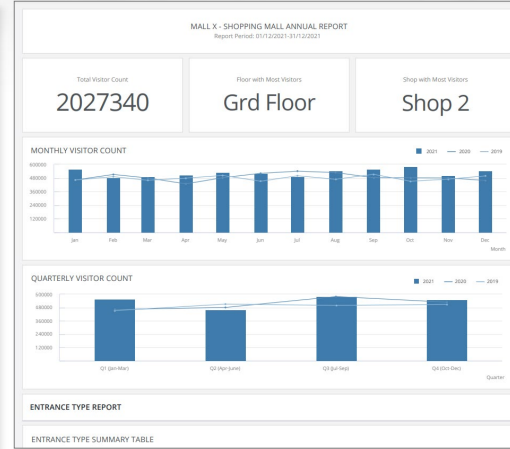 MALL X - SHOPPING MALL ANNUAL REPORT
Report Period: 01/12/2021-31/12/2021
Total Visitor Count
2027340
Floor with Most Visitors
Grd Floor
Shop with Most Visitors
Shop 2
MONTHLY VISITOR COUNT
2021 2020 2019
600000
480000
360000
240000
120000
Jan Feb Mar Apr May Jun Jul Aug Sep Oct Nov Dec
Month
QUARTERLY VISITOR COUNT
2021 2020 2019
600000
480000
360000
240000
120000
Q1 (Jan-Mar) Q2 (Apr-June) Q3 (Jul-Sep) Q4 (Oct-Dec)
Quarter
ENTRANCE TYPE REPORT
ENTRANCE TYPE SUMMARY TABLE